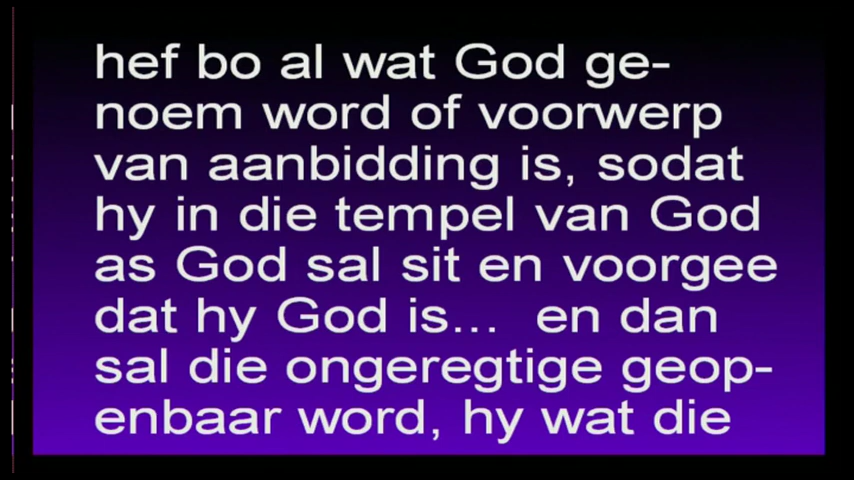 hef bo al wat God ge-
noem word of voorwerp
van aanbidding is, sodat
hy in die tempel van God
as God sal sit en voorgee
dat hy God is...  en dan
sal die ongeregtige geop-
enbaar word, hy wat die